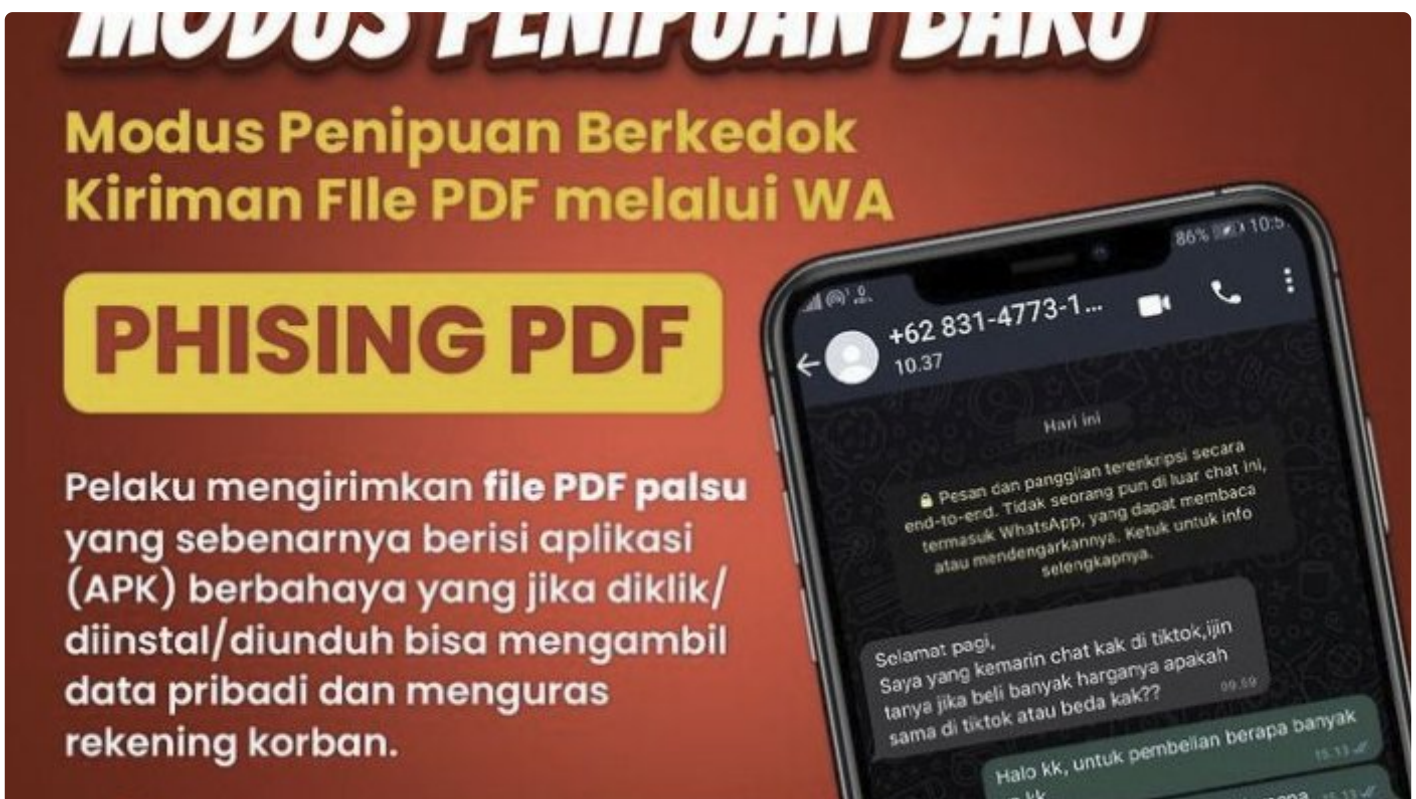 MODUS PENIPUAN BARU
Modus Penipuan Berkedok
Kiriman FIle PDF melalui WA
PHISING PDF
Pelaku mengirimkan file PDF palsu
yang sebenarnya berisi aplikasi
(APK) berbahaya yang jika diklik/
diinstal/diunduh bisa mengambil
data pribadi dan menguras
rekening korban.
86% 10:5
+62 831-4773-1...
10.37
Hari ini
Pesan dan panggilan terenkripsi secara
end-to-end. Tidak seorang pun di luar chat ini,
termasuk WhatsApp, yang dapat membaca
atau mendengarkannya. Ketuk untuk info
selengkapnya.
Selamat pagi,
Saya yang kemarin chat kak di tiktok,ijin
tanya jika beli banyak harganya apakah
sama di tiktok atau beda kak??
09.59
Halo kk, untuk pembelian berapa banyak
kk
15.13
15.13